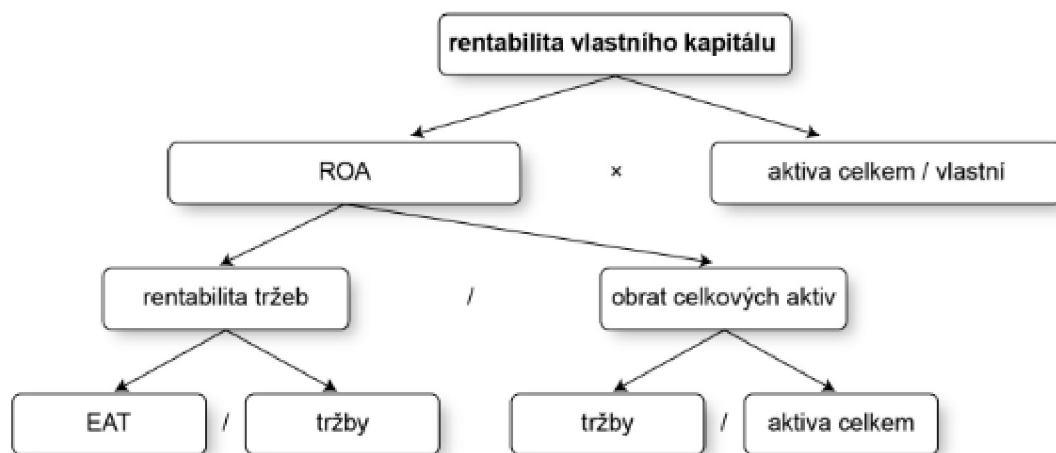 rentabilita vlastního kapitálu
ROA × aktiva celkem / vlastní
rentabilita tržeb / obrat celkových aktiv
EAT / tržby tržby / aktiva celkem